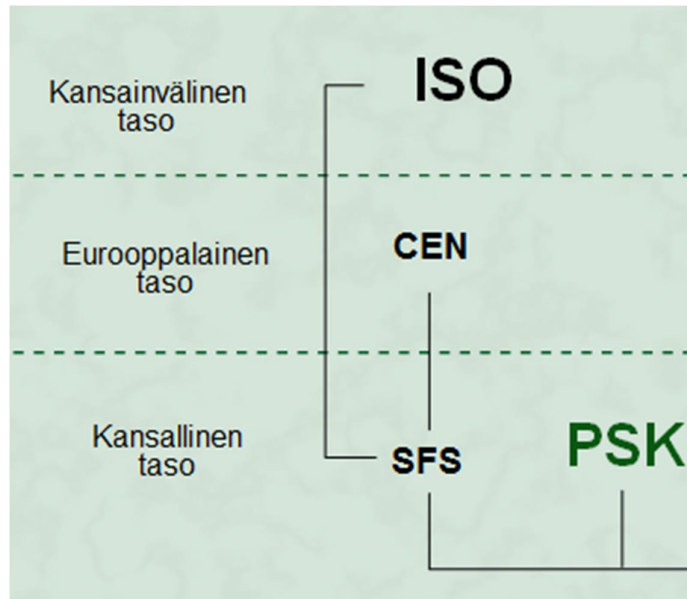 Kansainvälinen
taso
ISO
Eurooppalainen
taso
CEN
Kansallinen
taso
SFS
PSK